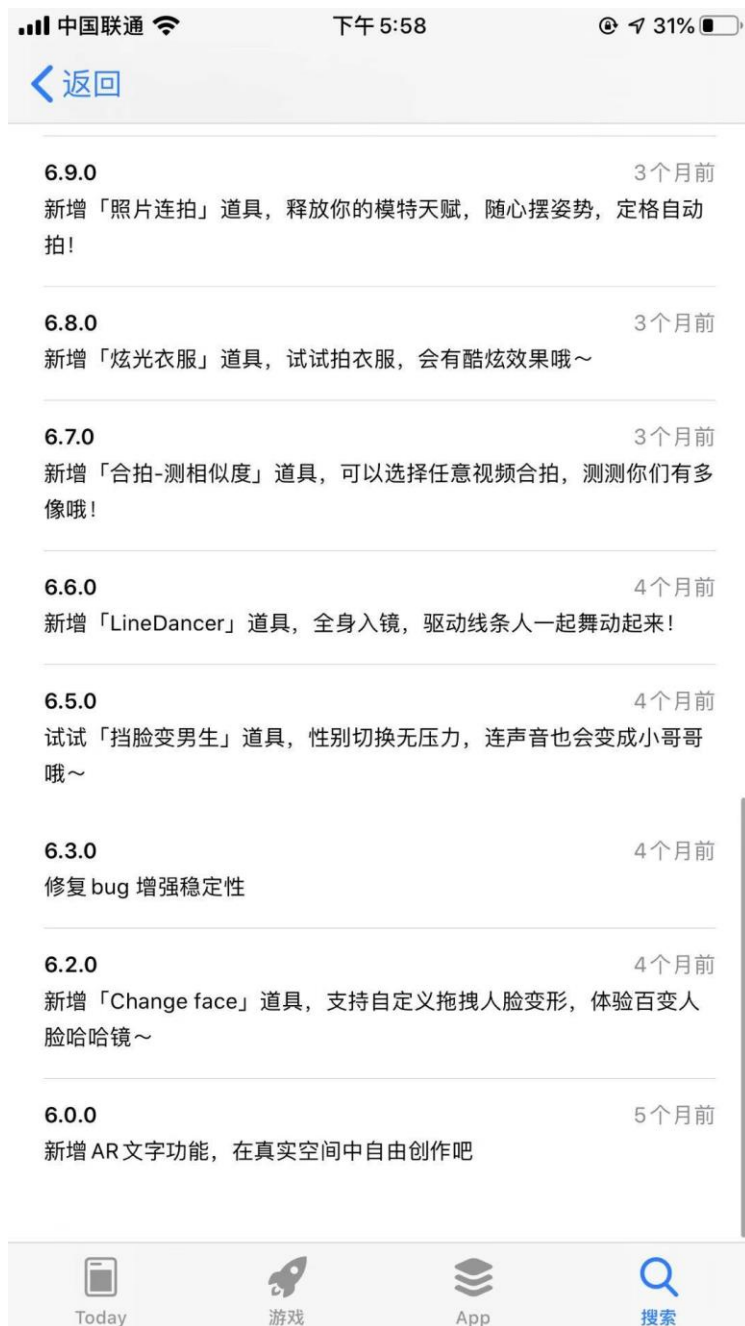 中国联通 下午5:58 31%
返回
6.9.0 3个月前
新增「照片连拍」道具，释放你的模特天赋，随心摆姿势，定格自动
拍！
6.8.0 3个月前
新增「炫光衣服」道具，试试拍衣服，会有酷炫效果哦～
6.7.0 3个月前
新增「合拍-测相似度」道具，可以选择任意视频合拍，测测你们有多
像哦！
6.6.0 4个月前
新增「LineDancer」道具，全身入镜，驱动线条人一起舞动起来！
6.5.0 4个月前
试试「挡脸变男生」道具，性别切换无压力，连声音也会变成小哥哥
哦～
6.3.0 4个月前
修复 bug 增强稳定性
6.2.0 4个月前
新增「Change face」道具，支持自定义拖拽人脸变形，体验百变人
脸哈哈镜～
6.0.0 5个月前
新增AR文字功能，在真实空间中自由创作吧
Today 游戏 App 搜索